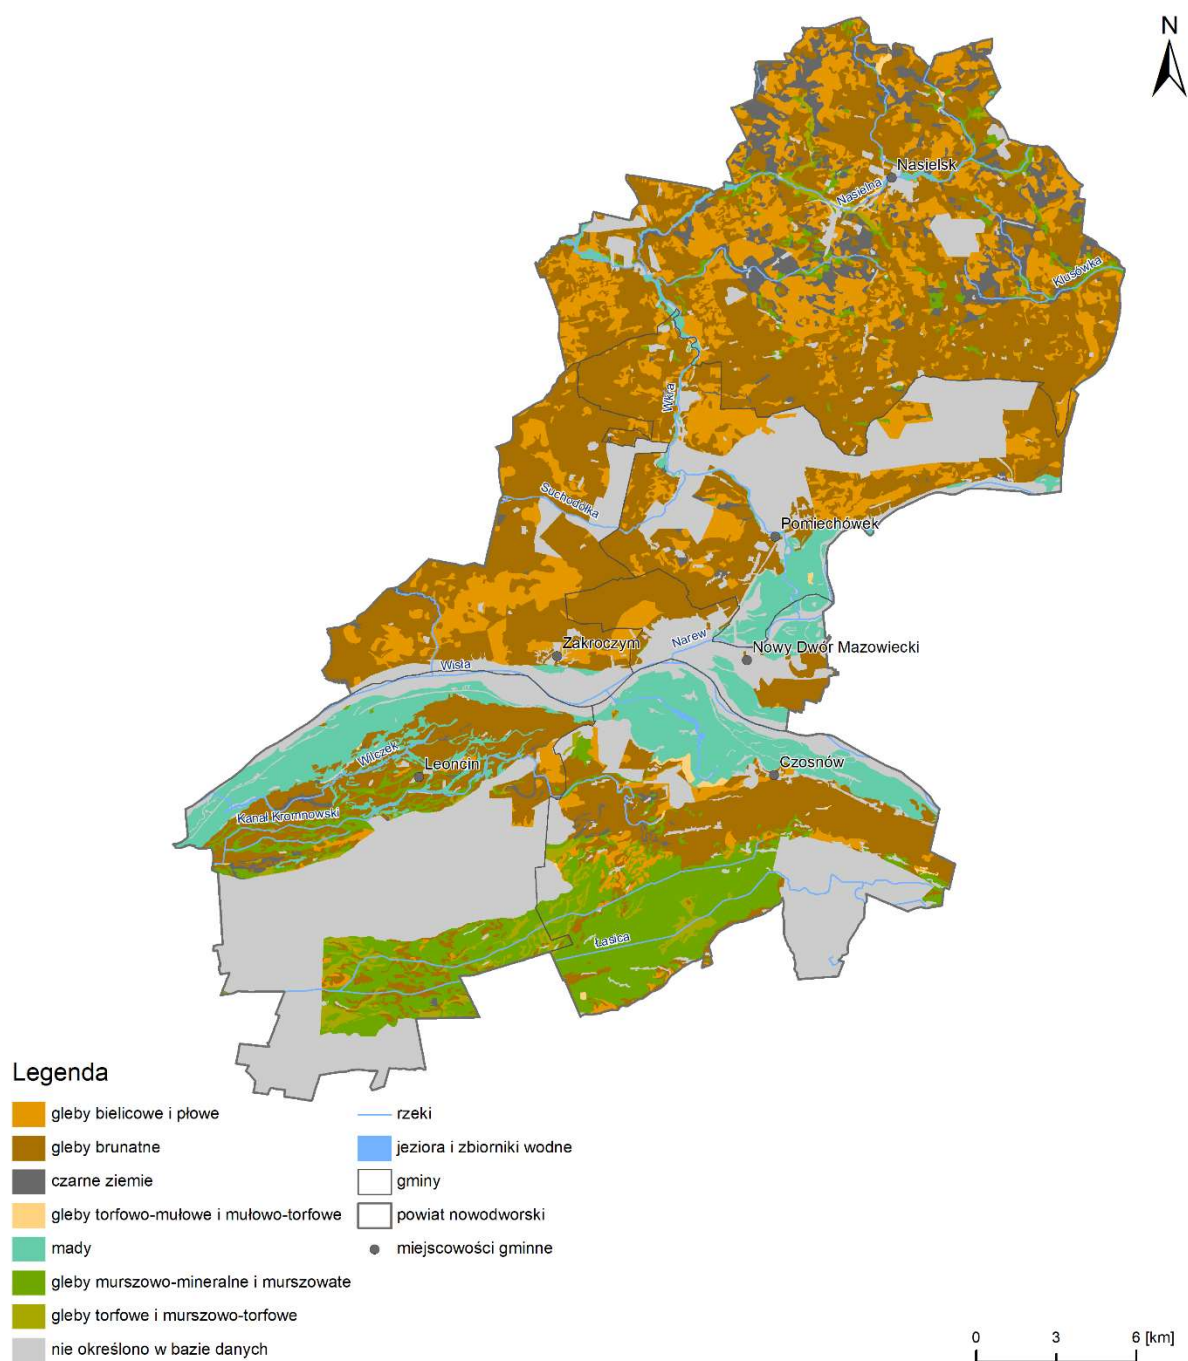 N
Nasielsk
Nasielna
Klusówka
Wkra
Suchodółka
Pomiechówek
Zakroczym
Narew
Nowy Dwór Mazowiecki
Wisła
Wilczek
Leoncin
Czosnów
Kanał Kromnowski
Łasica
Legenda
gleby bielicowe i płowe
gleby brunatne
czarne ziemie
gleby torfowo-mułowe i mułowo-torfowe
mady
gleby murszowo-mineralne i murszowate
gleby torfowe i murszowo-torfowe
nie określono w bazie danych
rzeki
jeziora i zbiorniki wodne
gminy
powiat nowodworski
miejscowości gminne
0 3 6 [km]